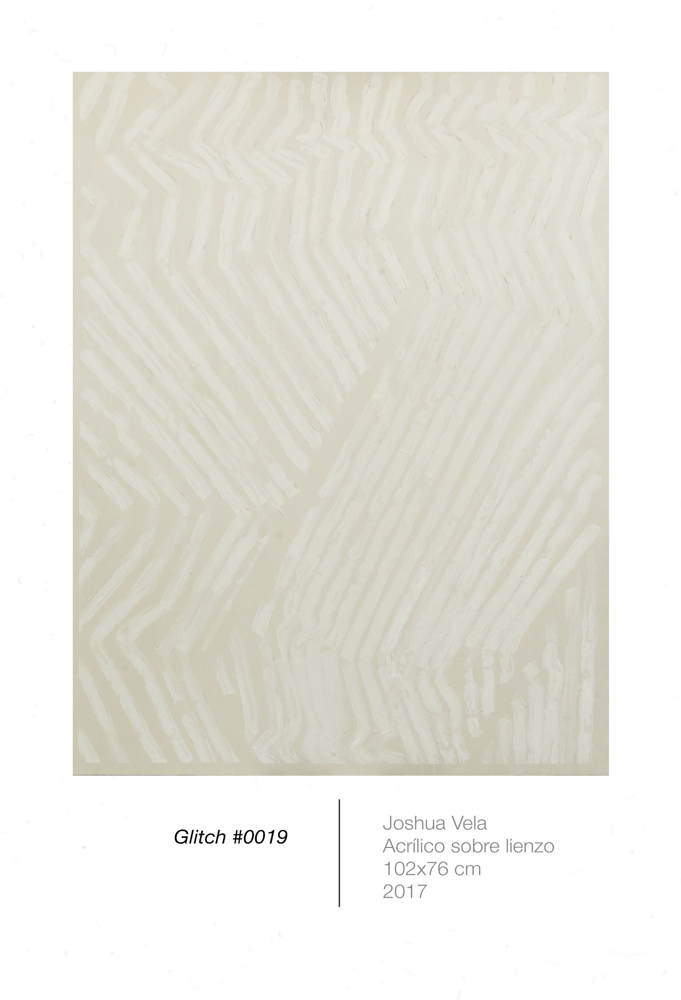 Glitch #0019
Joshua Vela
Acrílico sobre lienzo
102x76 cm
2017